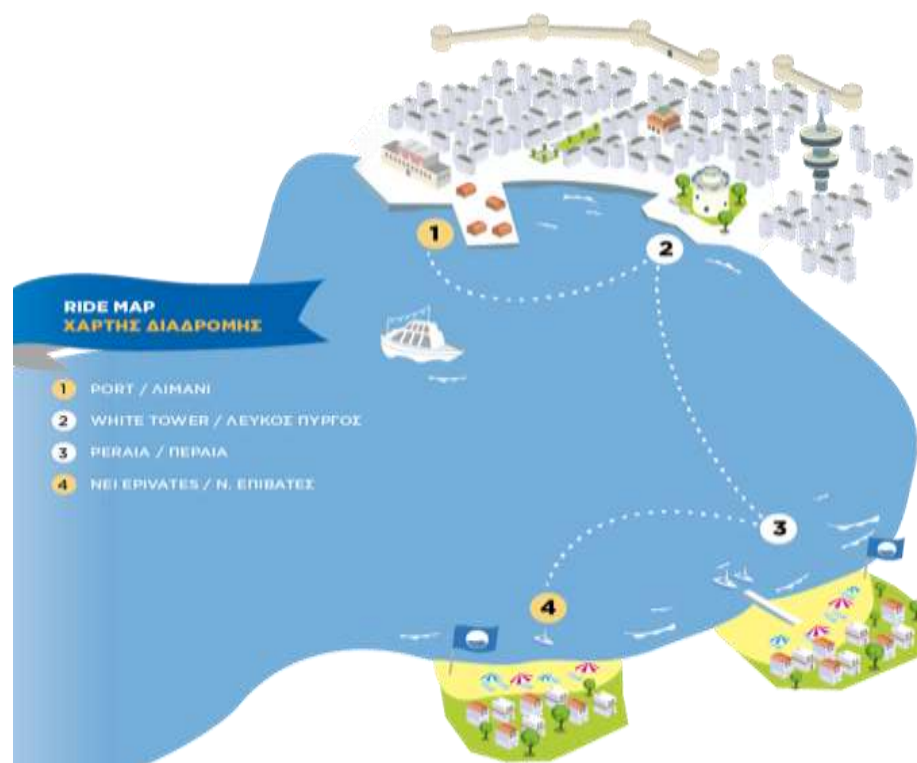 RIDE MAP
ΧΑΡΤΗΣ ΔΙΑΔΡΟΜΗΣ
1 PORT / ΛΙΜΑΝΙ
2 WHITE TOWER / ΛΕΥΚΟΣ ΠΥΡΓΟΣ
3 PERAIA / ΠΕΡΑΙΑ
4 NEI EPIVATES / Ν. ΕΠΙΒΑΤΕΣ
1
2
3
4